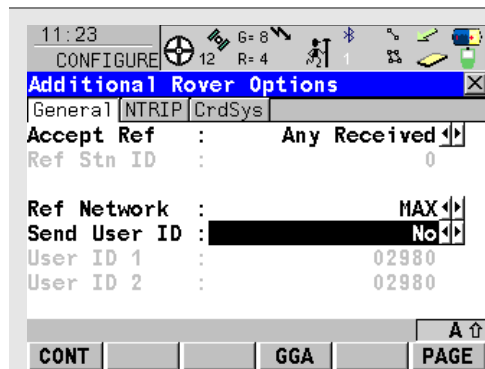 11:23
CONFIGURE
12
G= 8
R= 4
1
Additional Rover Options
General NTRIP CrdSys
Accept Ref : Any Received
Ref Stn ID : 0
Ref Network : MAX
Send User ID : No
User ID 1 : 02980
User ID 2 : 02980
A
CONT GGA PAGE